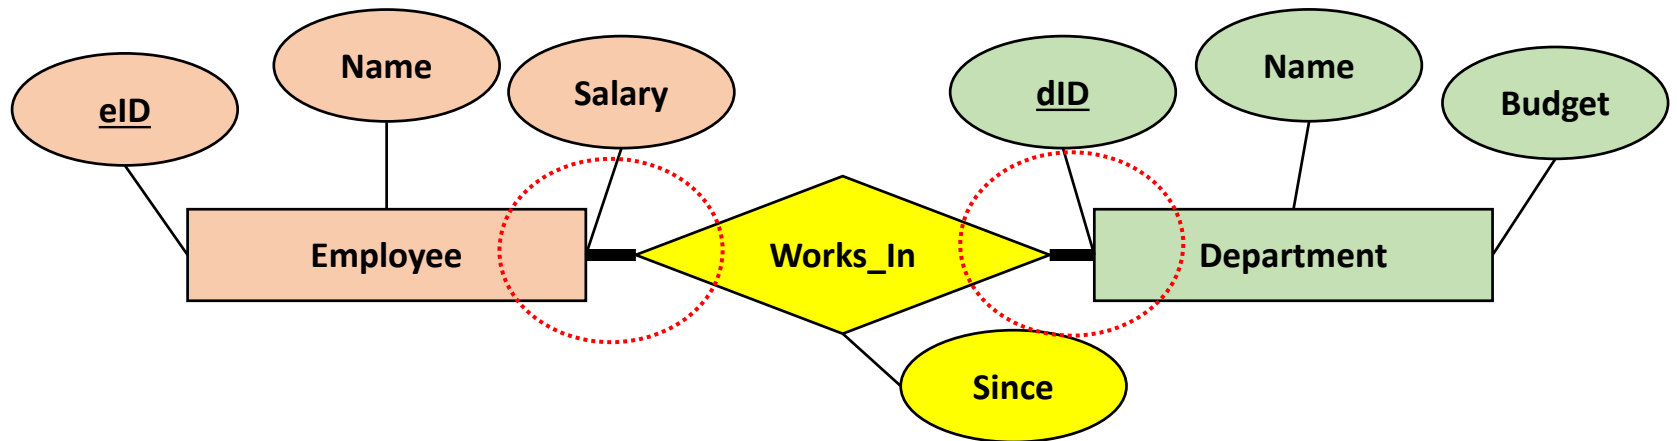 eID
Name
Salary
dID
Name
Budget
Employee
Works_In
Department
Since